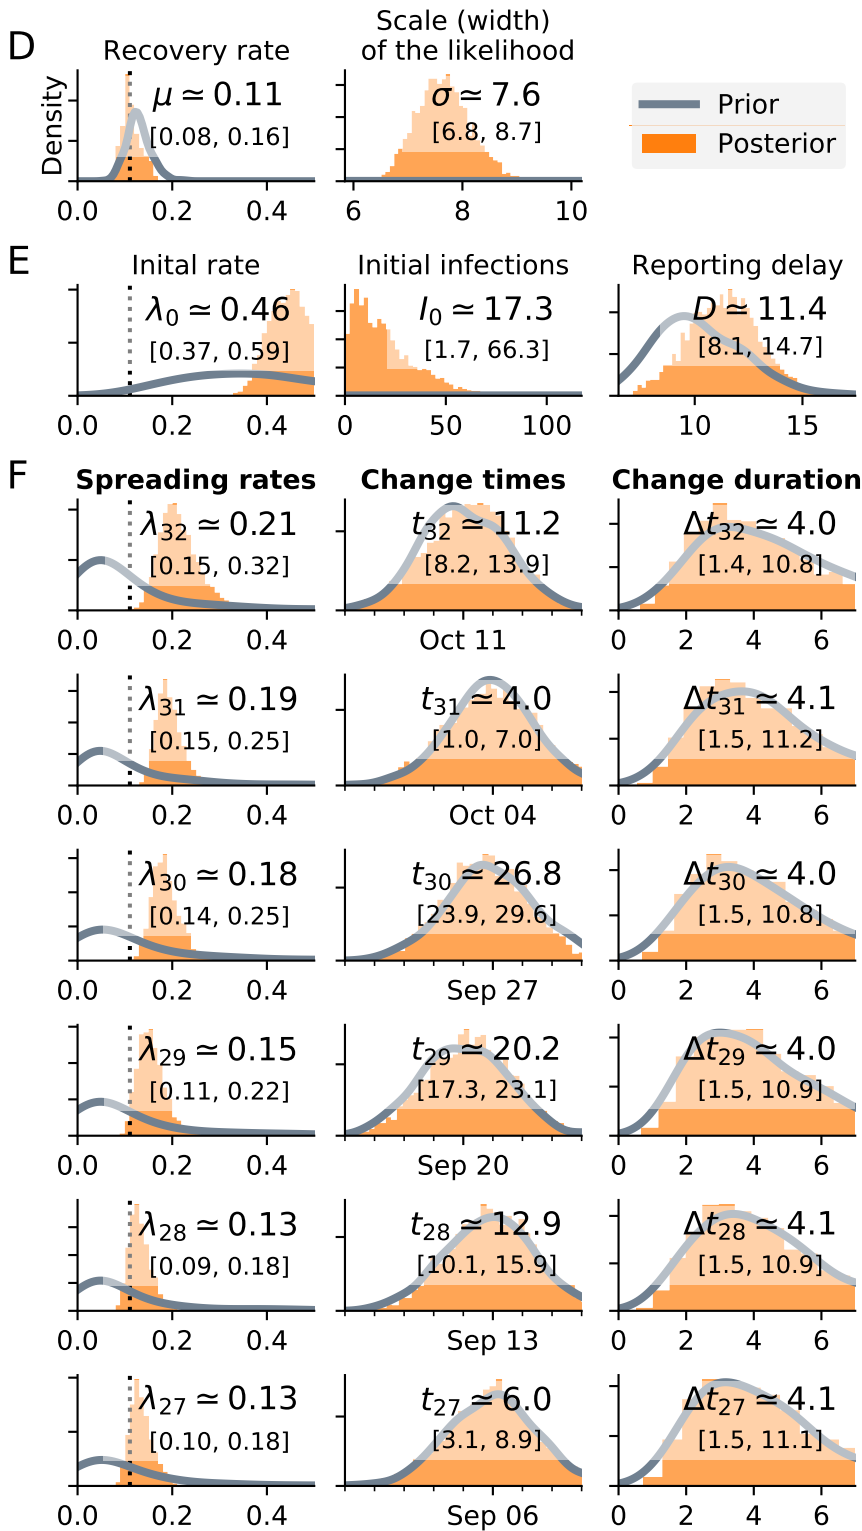 D
Recovery rate
Scale (width)
of the likelihood
Density
μ ≃ 0.11
[0.08, 0.16]
σ ≃ 7.6
[6.8, 8.7]
Prior
Posterior
0.0 0.2 0.4
6 8 10
E
Inital rate
Initial infections
Reporting delay
λ0 ≃ 0.46
[0.37, 0.59]
I0 ≃ 17.3
[1.7, 66.3]
D ≃ 11.4
[8.1, 14.7]
0.0 0.2 0.4
0 50 100
10 15
F
Spreading rates
Change times
Change duration
λ32 ≃ 0.21
[0.15, 0.32]
t32 ≃ 11.2
[8.2, 13.9]
Δt32 ≃ 4.0
[1.4, 10.8]
0.0 0.2 0.4
Oct 11
0 2 4 6
λ31 ≃ 0.19
[0.15, 0.25]
t31 ≃ 4.0
[1.0, 7.0]
Δt31 ≃ 4.1
[1.5, 11.2]
0.0 0.2 0.4
Oct 04
0 2 4 6
λ30 ≃ 0.18
[0.14, 0.25]
t30 ≃ 26.8
[23.9, 29.6]
Δt30 ≃ 4.0
[1.5, 10.8]
0.0 0.2 0.4
Sep 27
0 2 4 6
λ29 ≃ 0.15
[0.11, 0.22]
t29 ≃ 20.2
[17.3, 23.1]
Δt29 ≃ 4.0
[1.5, 10.9]
0.0 0.2 0.4
Sep 20
0 2 4 6
λ28 ≃ 0.13
[0.09, 0.18]
t28 ≃ 12.9
[10.1, 15.9]
Δt28 ≃ 4.1
[1.5, 10.9]
0.0 0.2 0.4
Sep 13
0 2 4 6
λ27 ≃ 0.13
[0.10, 0.18]
t27 ≃ 6.0
[3.1, 8.9]
Δt27 ≃ 4.1
[1.5, 11.1]
0.0 0.2 0.4
Sep 06
0 2 4 6